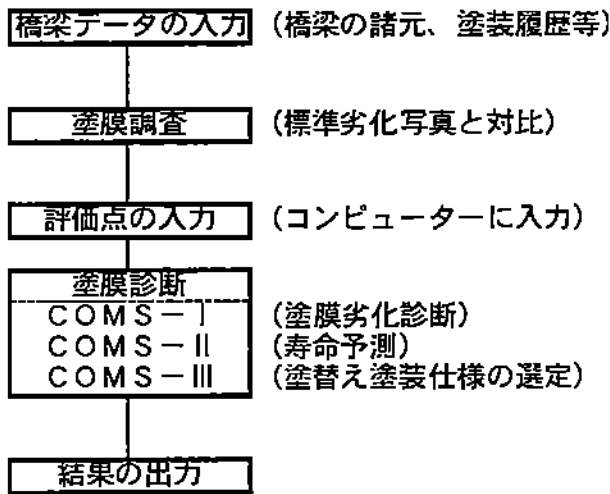 橋梁データの入力 (橋梁の諸元、塗装履歴等)
塗膜調査 (標準劣化写真と対比)
評価点の入力 (コンピューターに入力)
塗膜診断
COMS-I (塗膜劣化診断)
COMS-II (寿命予測)
COMS-III (塗替え塗装仕様の選定)
結果の出力